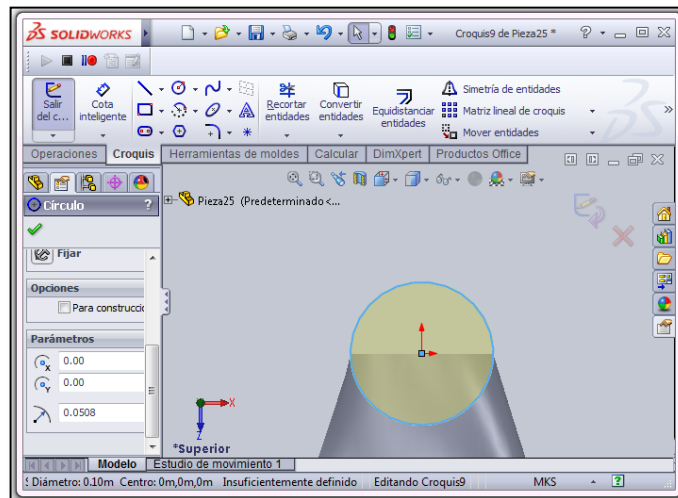 SOLIDWORKS
Croquis9 de Pieza25 *
Salir del c...
Cota inteligente
Recortar entidades
Convertir entidades
Equidistanciar entidades
Simetría de entidades
Matriz lineal de croquis
Mover entidades
Operaciones Croquis Herramientas de moldes Calcular DimXpert Productos Office
Pieza25 (Predeterminado<...
Círculo ?
Fijar
Opciones
Para construcci
Parámetros
0.00
0.00
0.0508
X
Z
*Superior
Modelo Estudio de movimiento 1
Diámetro: 0.10m Centro: 0m,0m,0m Insuficientemente definido Editando Croquis9 MKS ?